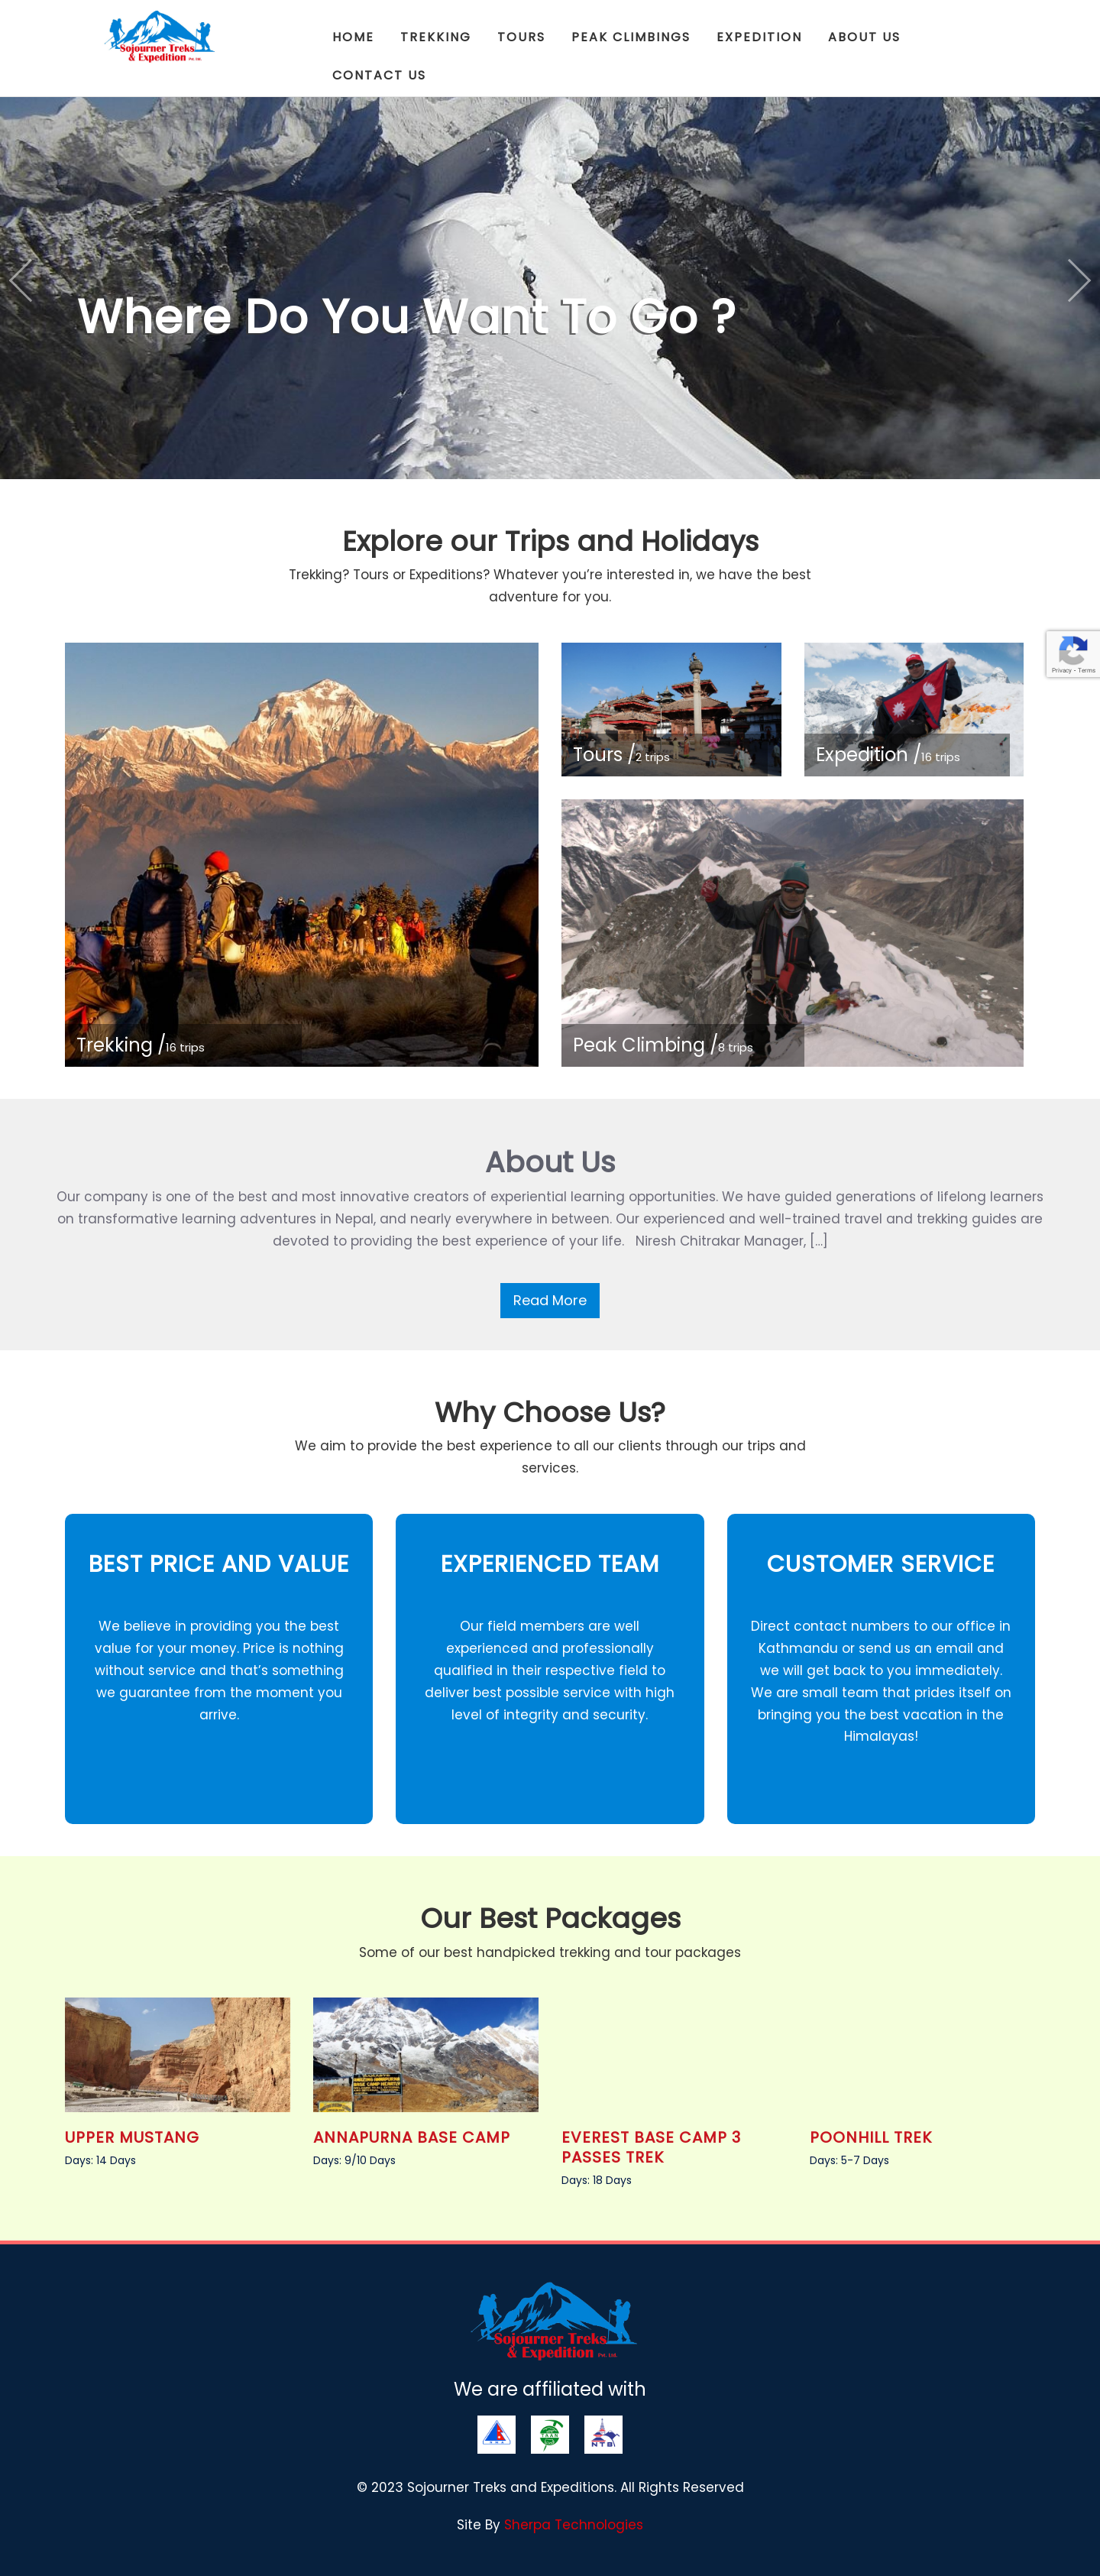 Sojourner Treks
& Expedition Pvt. Ltd.
HOME TREKKING TOURS PEAK CLIMBINGS EXPEDITION ABOUT US
CONTACT US
Where Do You Want To Go ?
Explore our Trips and Holidays
Trekking? Tours or Expeditions? Whatever you’re interested in, we have the best
adventure for you.
Privacy - Terms
Tours /2 trips
Expedition /16 trips
Trekking /16 trips
Peak Climbing /8 trips
About Us
Our company is one of the best and most innovative creators of experiential learning opportunities. We have guided generations of lifelong learners
on transformative learning adventures in Nepal, and nearly everywhere in between. Our experienced and well-trained travel and trekking guides are
devoted to providing the best experience of your life. Niresh Chitrakar Manager, [...]
Read More
Why Choose Us?
We aim to provide the best experience to all our clients through our trips and
services.
BEST PRICE AND VALUE
We believe in providing you the best
value for your money. Price is nothing
without service and that’s something
we guarantee from the moment you
arrive.
EXPERIENCED TEAM
Our field members are well
experienced and professionally
qualified in their respective field to
deliver best possible service with high
level of integrity and security.
CUSTOMER SERVICE
Direct contact numbers to our office in
Kathmandu or send us an email and
we will get back to you immediately.
We are small team that prides itself on
bringing you the best vacation in the
Himalayas!
Our Best Packages
Some of our best handpicked trekking and tour packages
UPPER MUSTANG
Days: 14 Days
ANNAPURNA BASE CAMP
Days: 9/10 Days
EVEREST BASE CAMP 3
PASSES TREK
Days: 18 Days
POONHILL TREK
Days: 5-7 Days
Sojourner Treks
& Expedition Pvt. Ltd.
We are affiliated with
TAAN
NTB
© 2023 Sojourner Treks and Expeditions. All Rights Reserved
Site By Sherpa Technologies